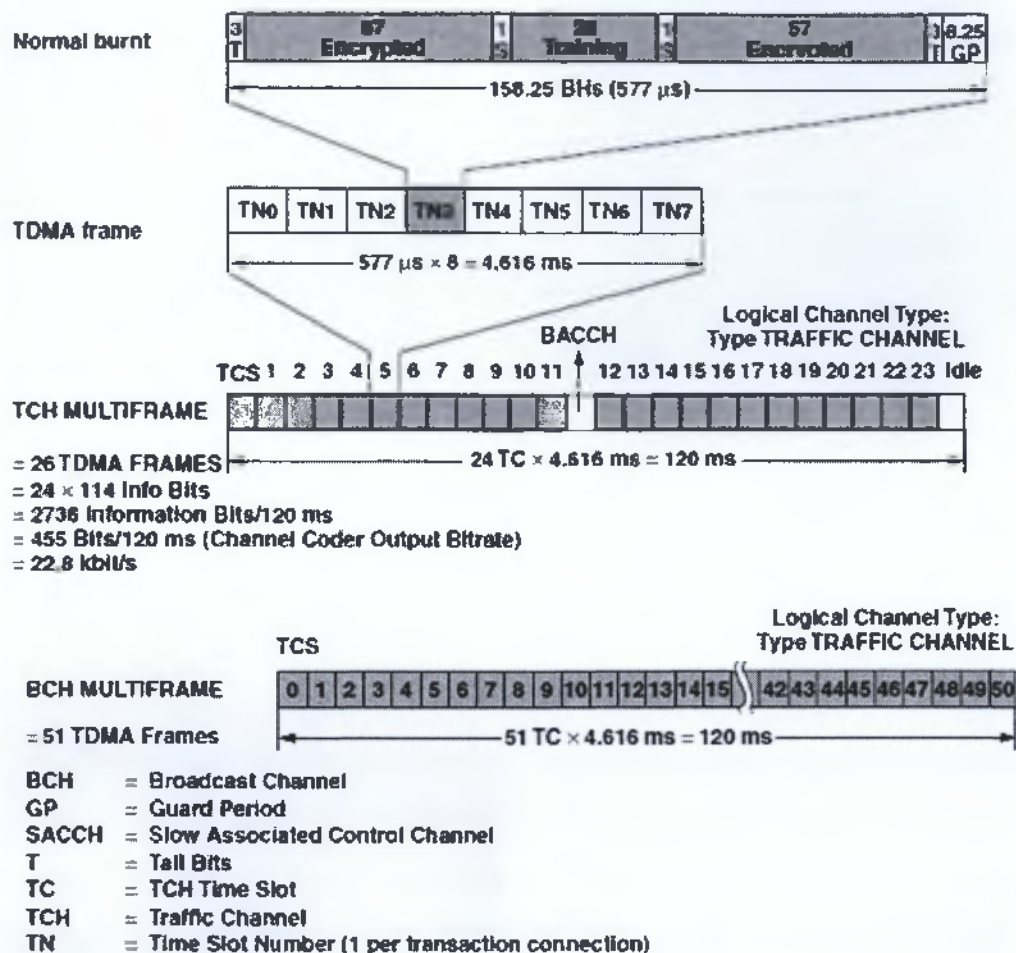 Normal burnt
3 57 1 26 1 57 3 8.25
T Encrypted S Training S Encrypted T GP
156.25 BHs (577 µs)
TDMA frame
TN0 TN1 TN2 TN3 TN4 TN5 TN6 TN7
577 µs × 8 = 4.616 ms
Logical Channel Type:
Type TRAFFIC CHANNEL
BACCH
TCS 1 2 3 4 5 6 7 8 9 10 11 12 13 14 15 16 17 18 19 20 21 22 23 Idle
TCH MULTIFRAME
= 26 TDMA FRAMES
24 TC × 4.616 ms = 120 ms
= 24 × 114 Info Bits
= 2736 Information Bits/120 ms
= 455 Bits/120 ms (Channel Coder Output Bitrate)
= 22.8 kbit/s
Logical Channel Type:
Type TRAFFIC CHANNEL
TCS
BCH MULTIFRAME
0 1 2 3 4 5 6 7 8 9 10 11 12 13 14 15 42 43 44 45 46 47 48 49 50
= 51 TDMA Frames
51 TC × 4.616 ms = 120 ms
BCH = Broadcast Channel
GP = Guard Period
SACCH = Slow Associated Control Channel
T = Tail Bits
TC = TCH Time Slot
TCH = Traffic Channel
TN = Time Slot Number (1 per transaction connection)